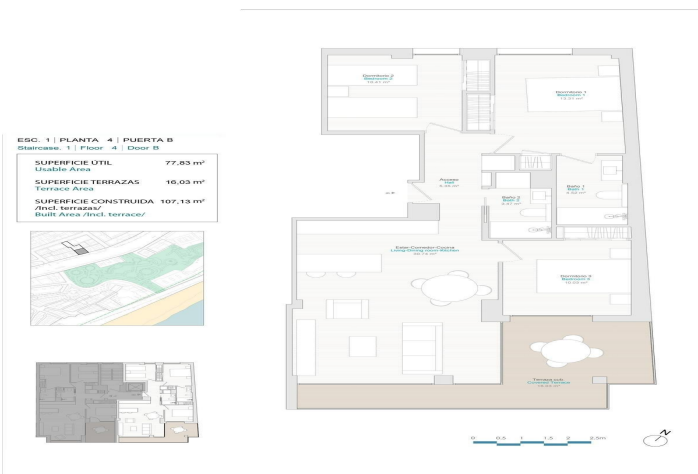 ESC. 1 | PLANTA 4 | PUERTA B
Staircase. 1 | Floor 4 | Door B
SUPERFICIE ÚTIL 77,83 m²
Usable Area
SUPERFICIE TERRAZAS 16,03 m²
Terrace Area
SUPERFICIE CONSTRUIDA 107,13 m²
/Incl. terrazas/
Built Area /Incl. terrace/
Dormitorio 2
Bedroom 2
Dormitorio 1
Bedroom 1
Acceso
Hall
Baño 1
Bath 1
Baño 2
Bath 2
Estar-Comedor-Cocina
Living-Dining room-Kitchen
Dormitorio 3
Bedroom 3
Terraza cub.
Covered Terrace
0 0,5 1 1,5 2 2,5m
N